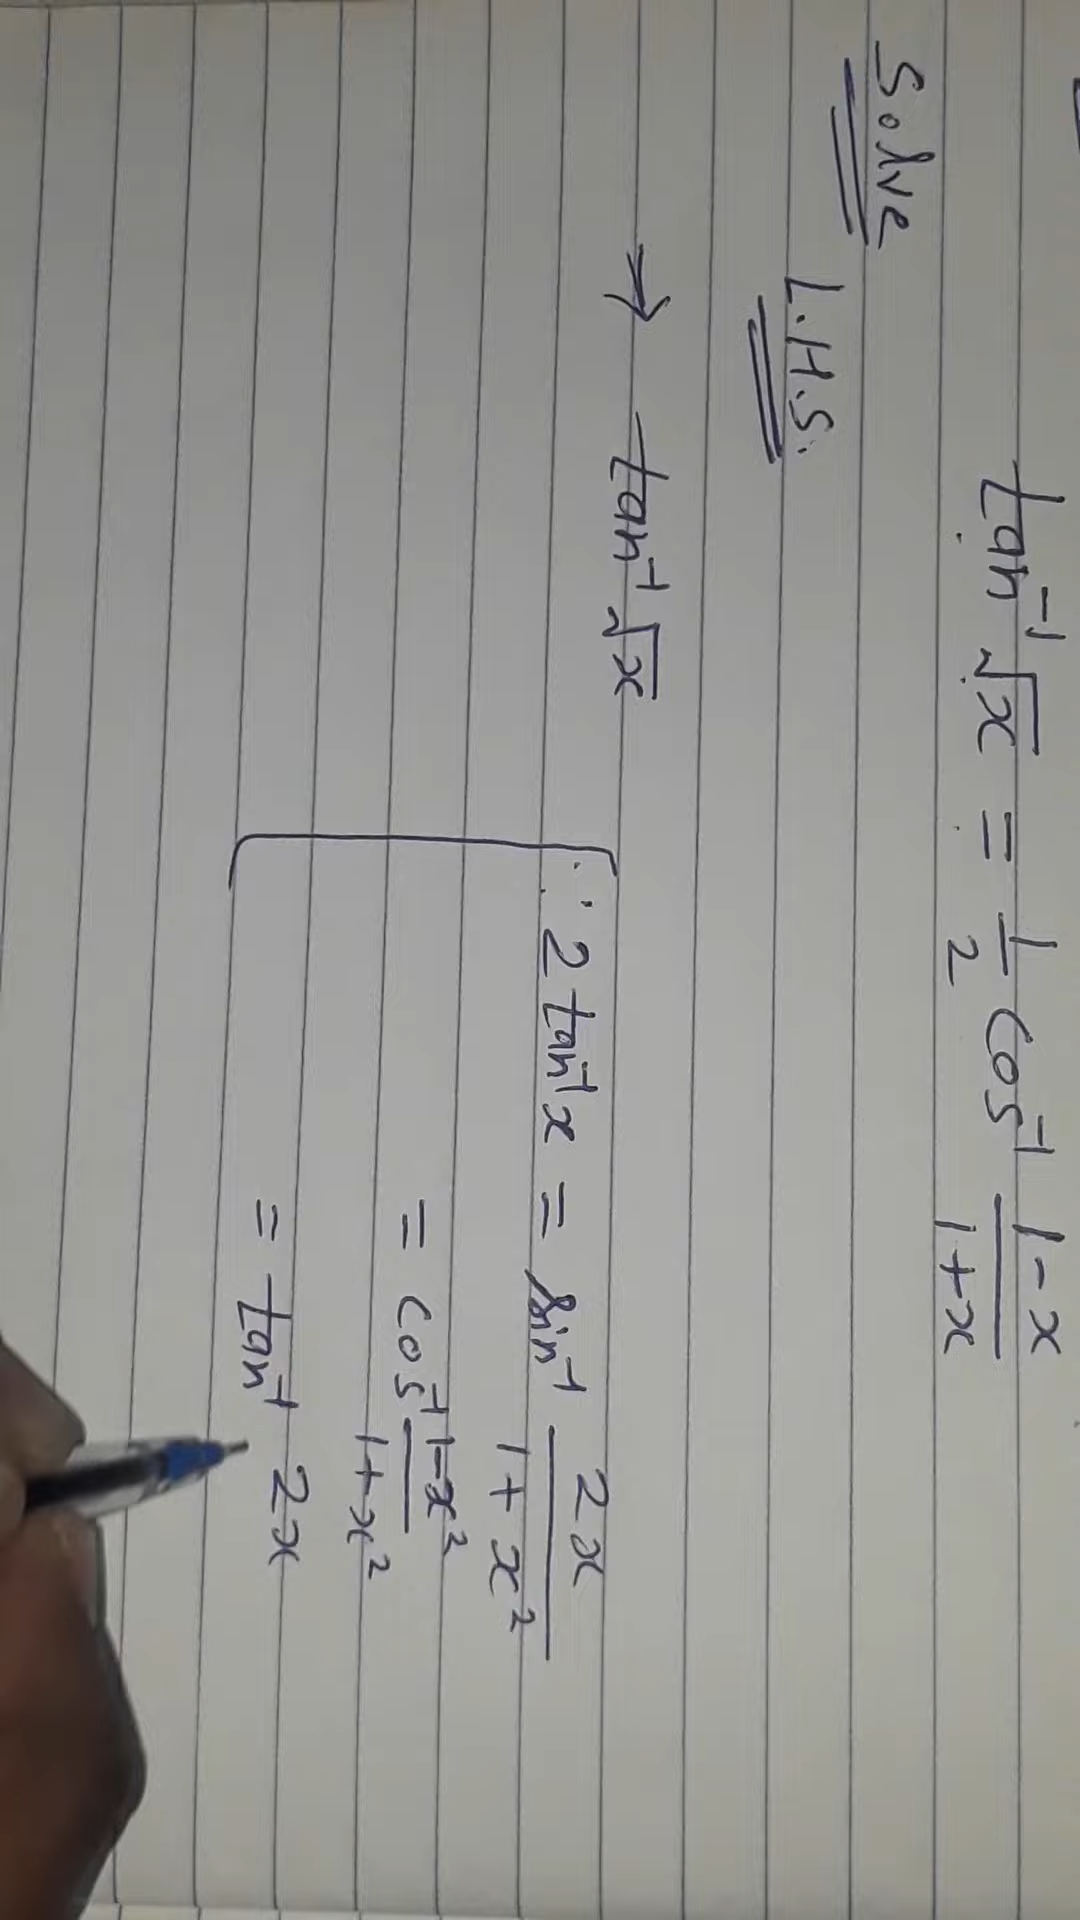 tan⁻¹ √x = 1/2 cos⁻¹ (1-x)/(1+x)
Solve
L.H.S.
→ tan⁻¹ √x
∵ 2 tan⁻¹ x = sin⁻¹ 2x/(1+x²)
= cos⁻¹ (1-x²)/(1+x²)
= tan⁻¹ 2x